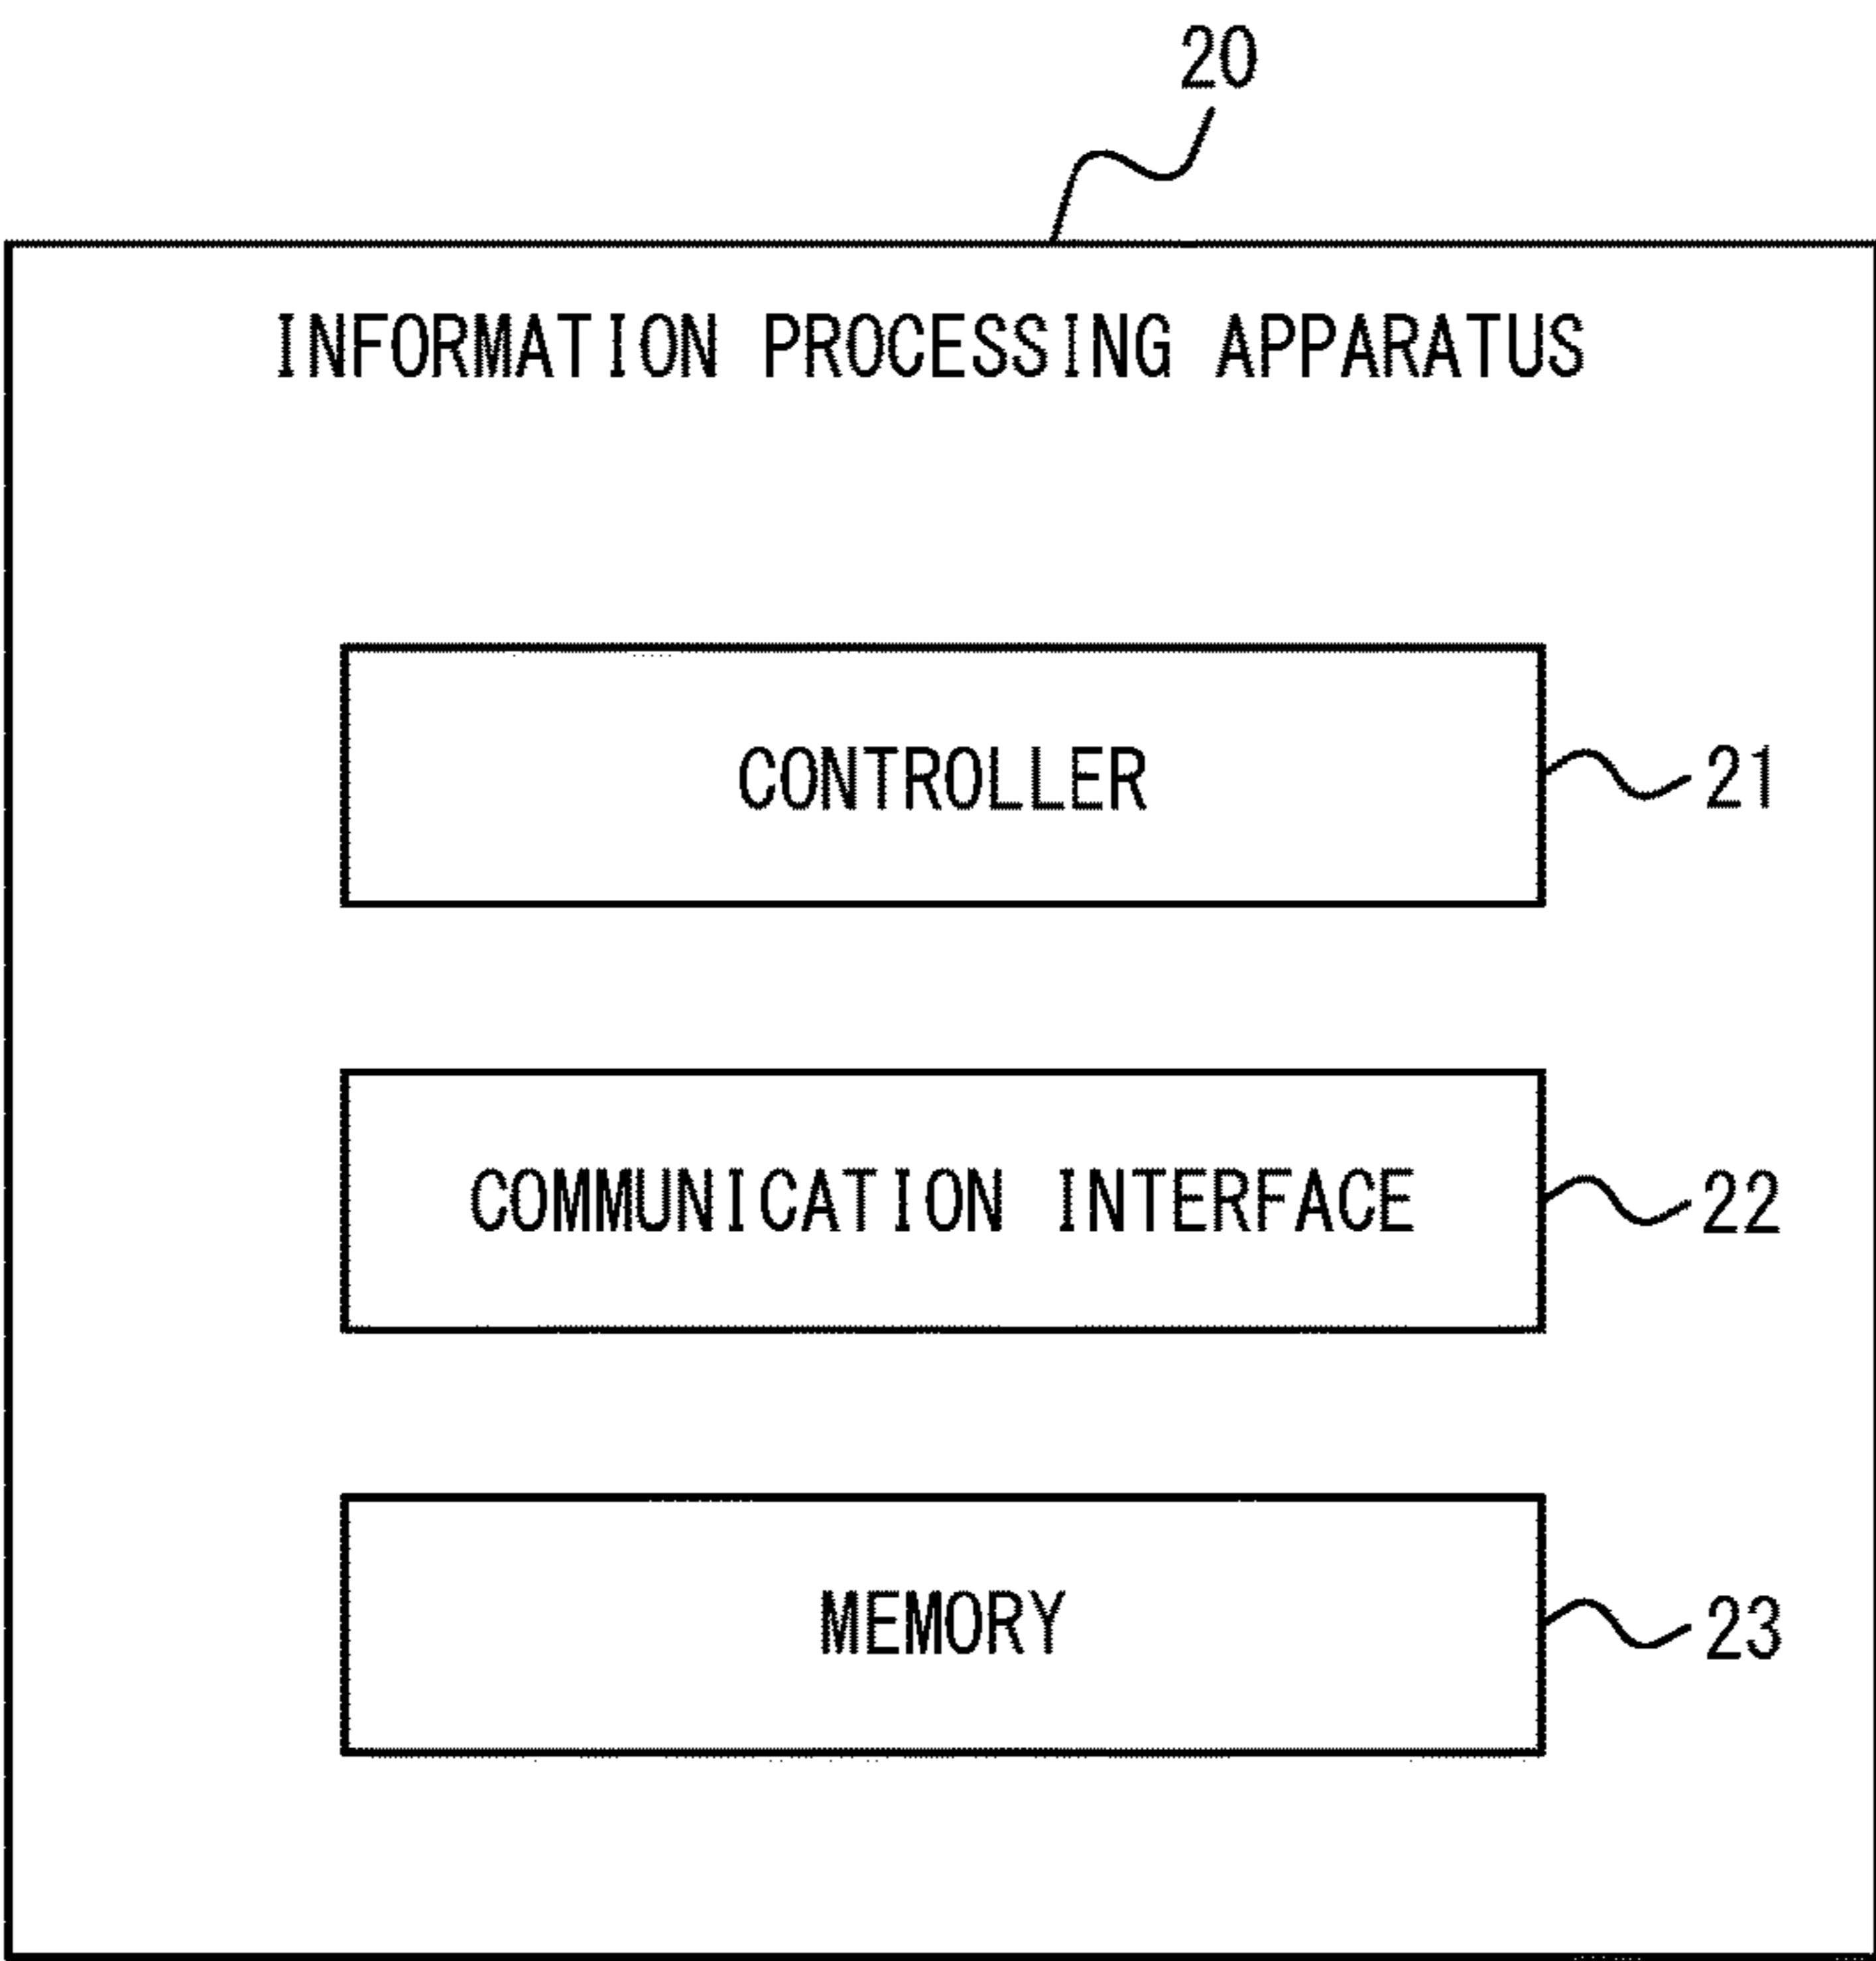 20
INFORMATION PROCESSING APPARATUS
CONTROLLER
21
COMMUNICATION INTERFACE
22
MEMORY
23